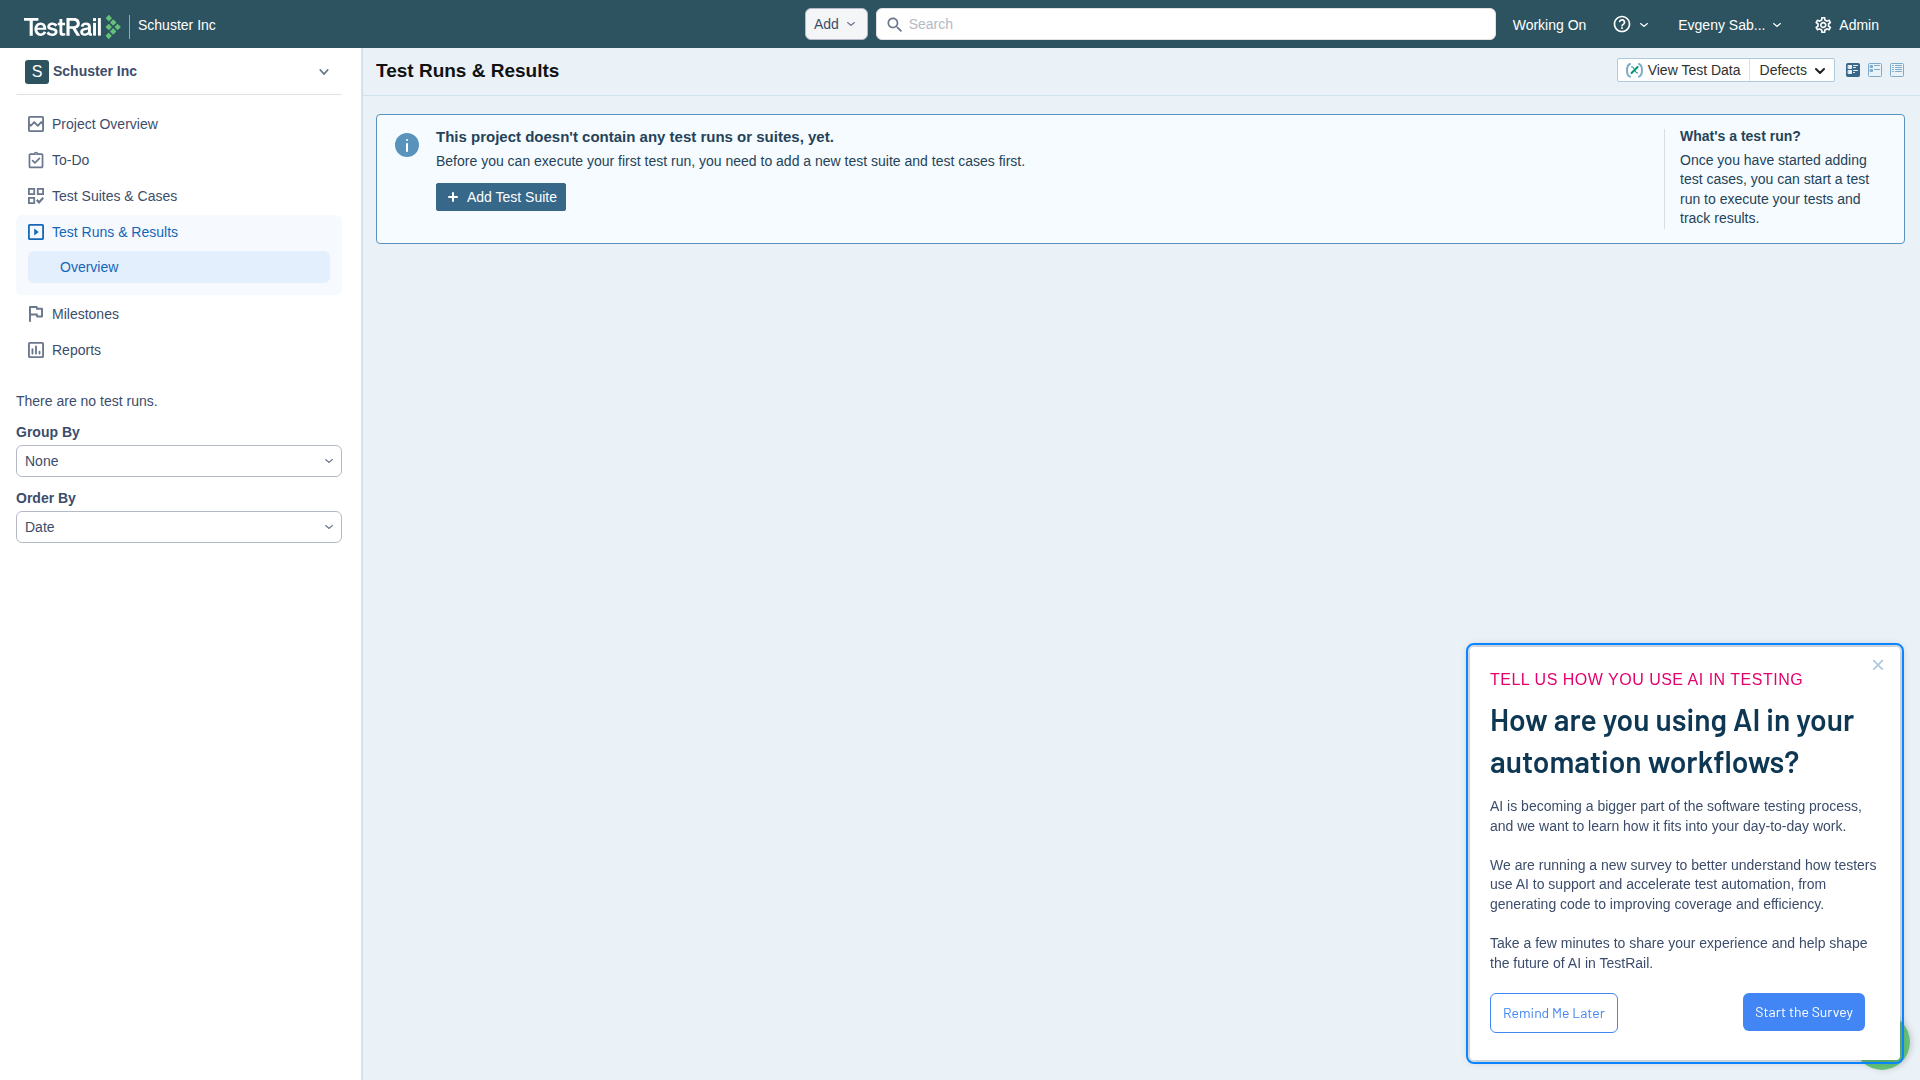 TestRail
Schuster Inc
Add
Search
Working On
Evgeny Sab...
Admin
S
Schuster Inc
Project Overview
To-Do
Test Suites & Cases
Test Runs & Results
Overview
Milestones
Reports
There are no test runs.
Group By
None
Order By
Date
Test Runs & Results
View Test Data
Defects
This project doesn't contain any test runs or suites, yet.
Before you can execute your first test run, you need to add a new test suite and test cases first.
+ Add Test Suite
What's a test run?
Once you have started adding
test cases, you can start a test
run to execute your tests and
track results.
TELL US HOW YOU USE AI IN TESTING
How are you using AI in your
automation workflows?
AI is becoming a bigger part of the software testing process,
and we want to learn how it fits into your day-to-day work.
We are running a new survey to better understand how testers
use AI to support and accelerate test automation, from
generating code to improving coverage and efficiency.
Take a few minutes to share your experience and help shape
the future of AI in TestRail.
Remind Me Later
Start the Survey